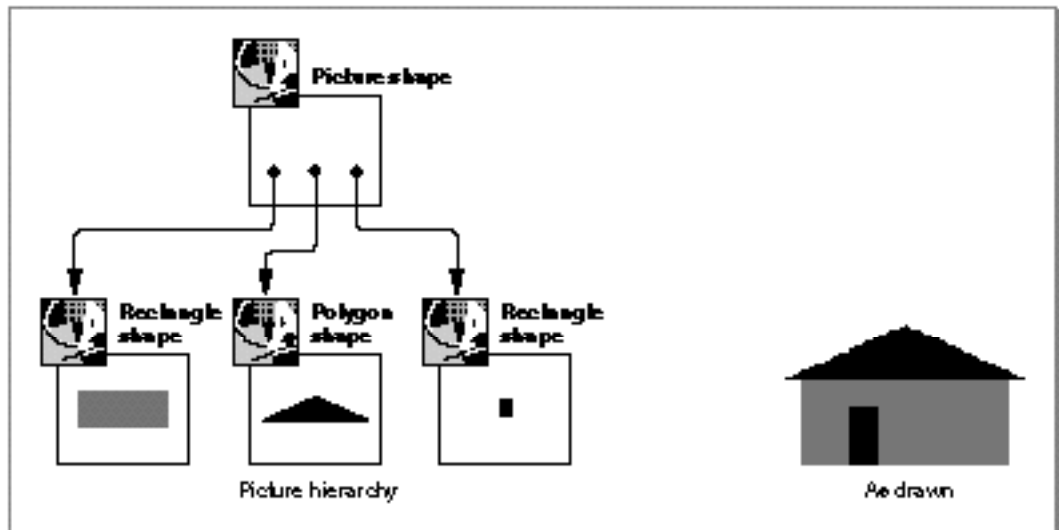 Picture shape
Rectangle
shape
Polygon
shape
Rectangle
shape
Picture hierarchy
As drawn